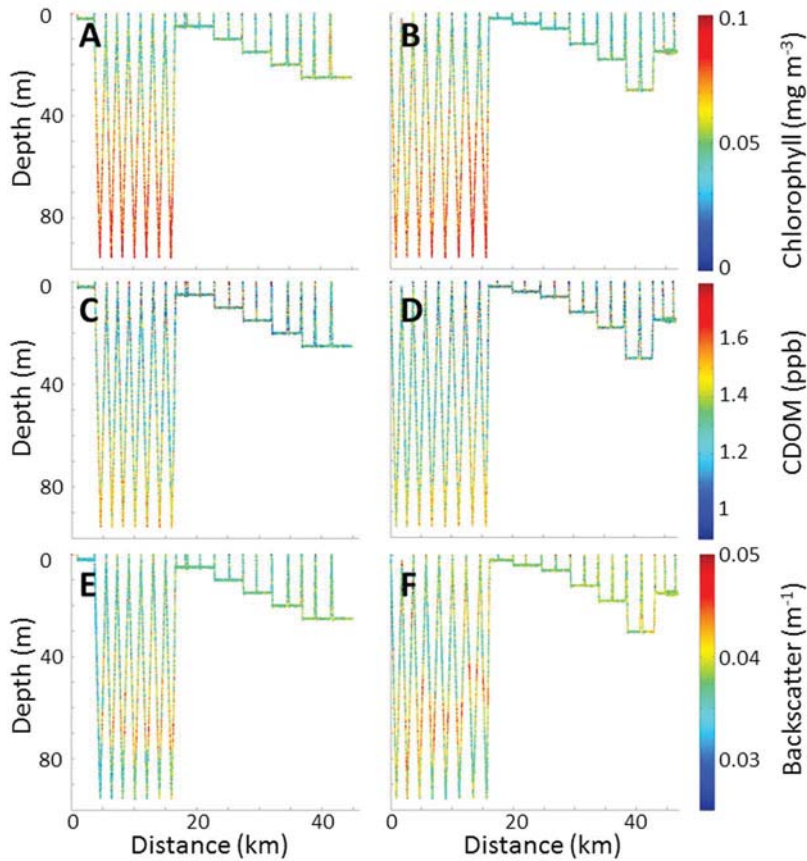 A
B
0
40
80
Depth (m)
0.1
0.05
0
Chlorophyll (mg m⁻³)
C
D
0
40
80
Depth (m)
1.6
1.4
1.2
1
CDOM (ppb)
E
F
0
40
80
Depth (m)
0.05
0.04
0.03
Backscatter (m⁻¹)
0 20 40
0 20 40
Distance (km)
Distance (km)